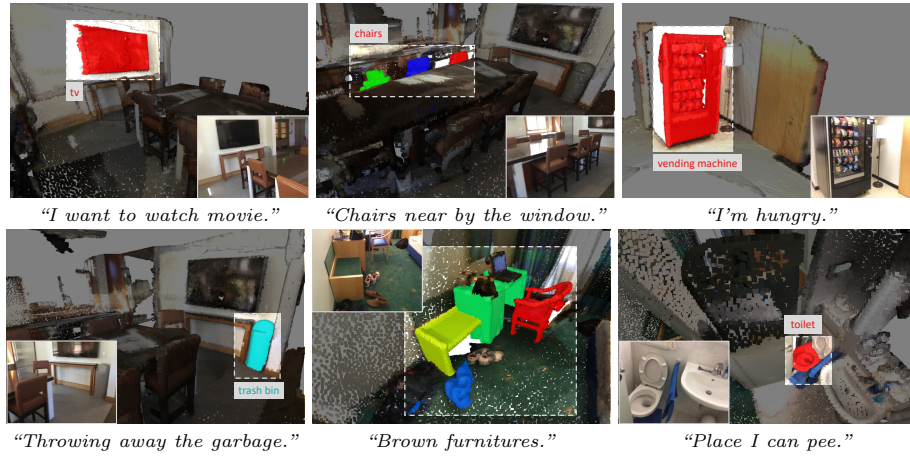 tv
chairs
vending machine
"I want to watch movie."
"Chairs near by the window."
"I'm hungry."
trash bin
toilet
"Throwing away the garbage."
"Brown furnitures."
"Place I can pee."